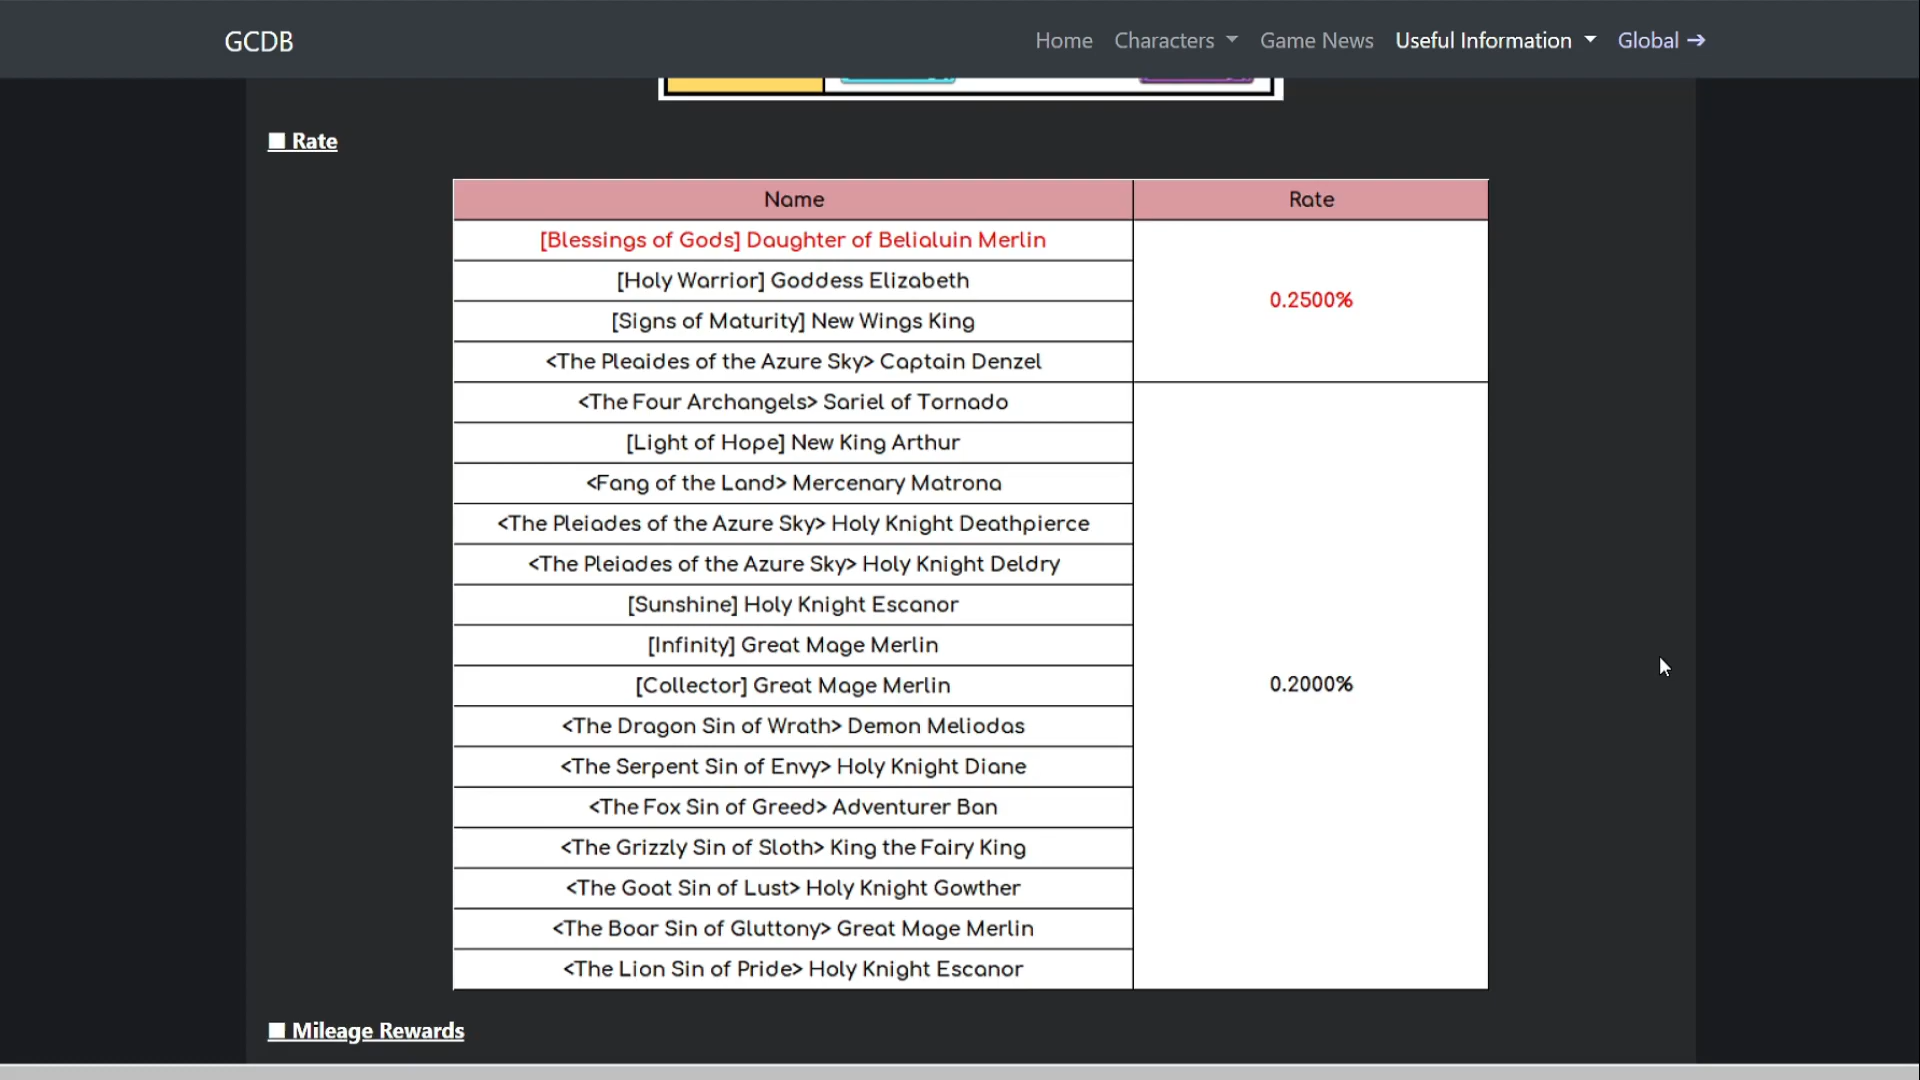 GCDB
Home Characters Game News Useful Information Global →
■ Rate
Name Rate
[Blessings of Gods] Daughter of Belialuin Merlin
[Holy Warrior] Goddess Elizabeth
0.2500%
[Signs of Maturity] New Wings King
<The Pleaides of the Azure Sky> Captain Denzel
<The Four Archangels> Sariel of Tornado
[Light of Hope] New King Arthur
<Fang of the Land> Mercenary Matrona
<The Pleiades of the Azure Sky> Holy Knight Deathpierce
<The Pleiades of the Azure Sky> Holy Knight Deldry
[Sunshine] Holy Knight Escanor
[Infinity] Great Mage Merlin
[Collector] Great Mage Merlin 0.2000%
<The Dragon Sin of Wrath> Demon Meliodas
<The Serpent Sin of Envy> Holy Knight Diane
<The Fox Sin of Greed> Adventurer Ban
<The Grizzly Sin of Sloth> King the Fairy King
<The Goat Sin of Lust> Holy Knight Gowther
<The Boar Sin of Gluttony> Great Mage Merlin
<The Lion Sin of Pride> Holy Knight Escanor
■ Mileage Rewards